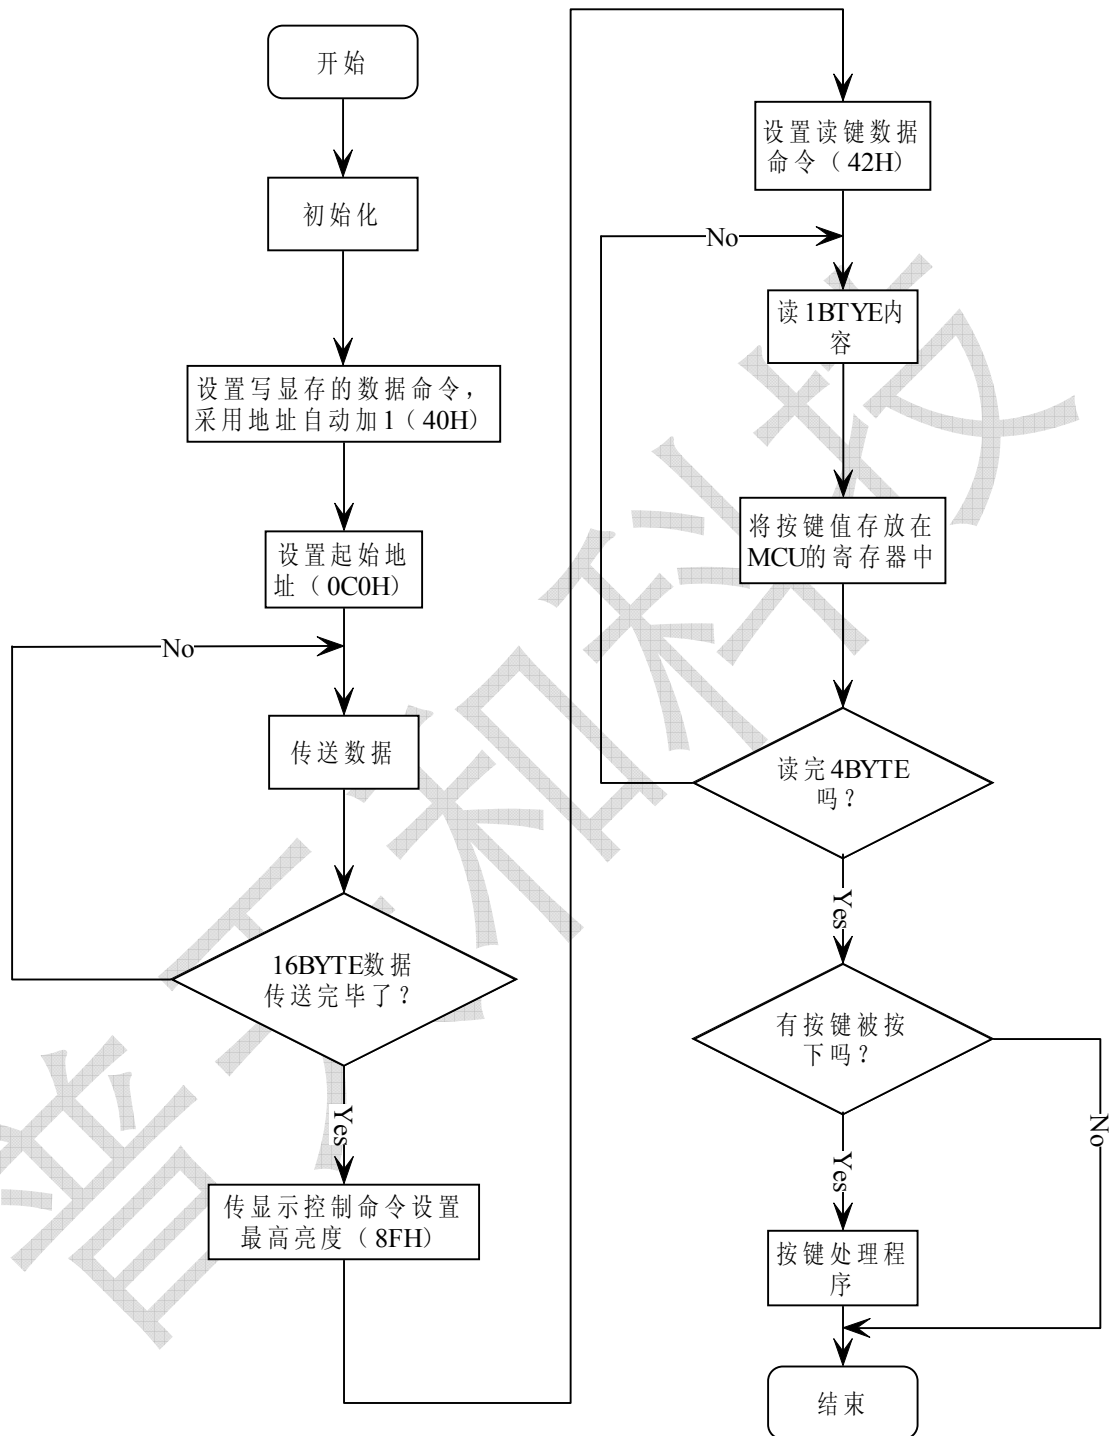 开始
初始化
设置写显存的数据命令，
采用地址自动加1（40H）
设置起始地
址（0C0H）
No
传送数据
16BYTE数据
传送完毕了？
Yes
传显示控制命令设置
最高亮度（8FH）
设置读键数据
命令（42H）
No
读1BTYE内
容
将按键值存放在
MCU的寄存器中
读完4BYTE
吗？
Yes
有按键被按
下吗？
No
Yes
按键处理程
序
结束
普天和科技